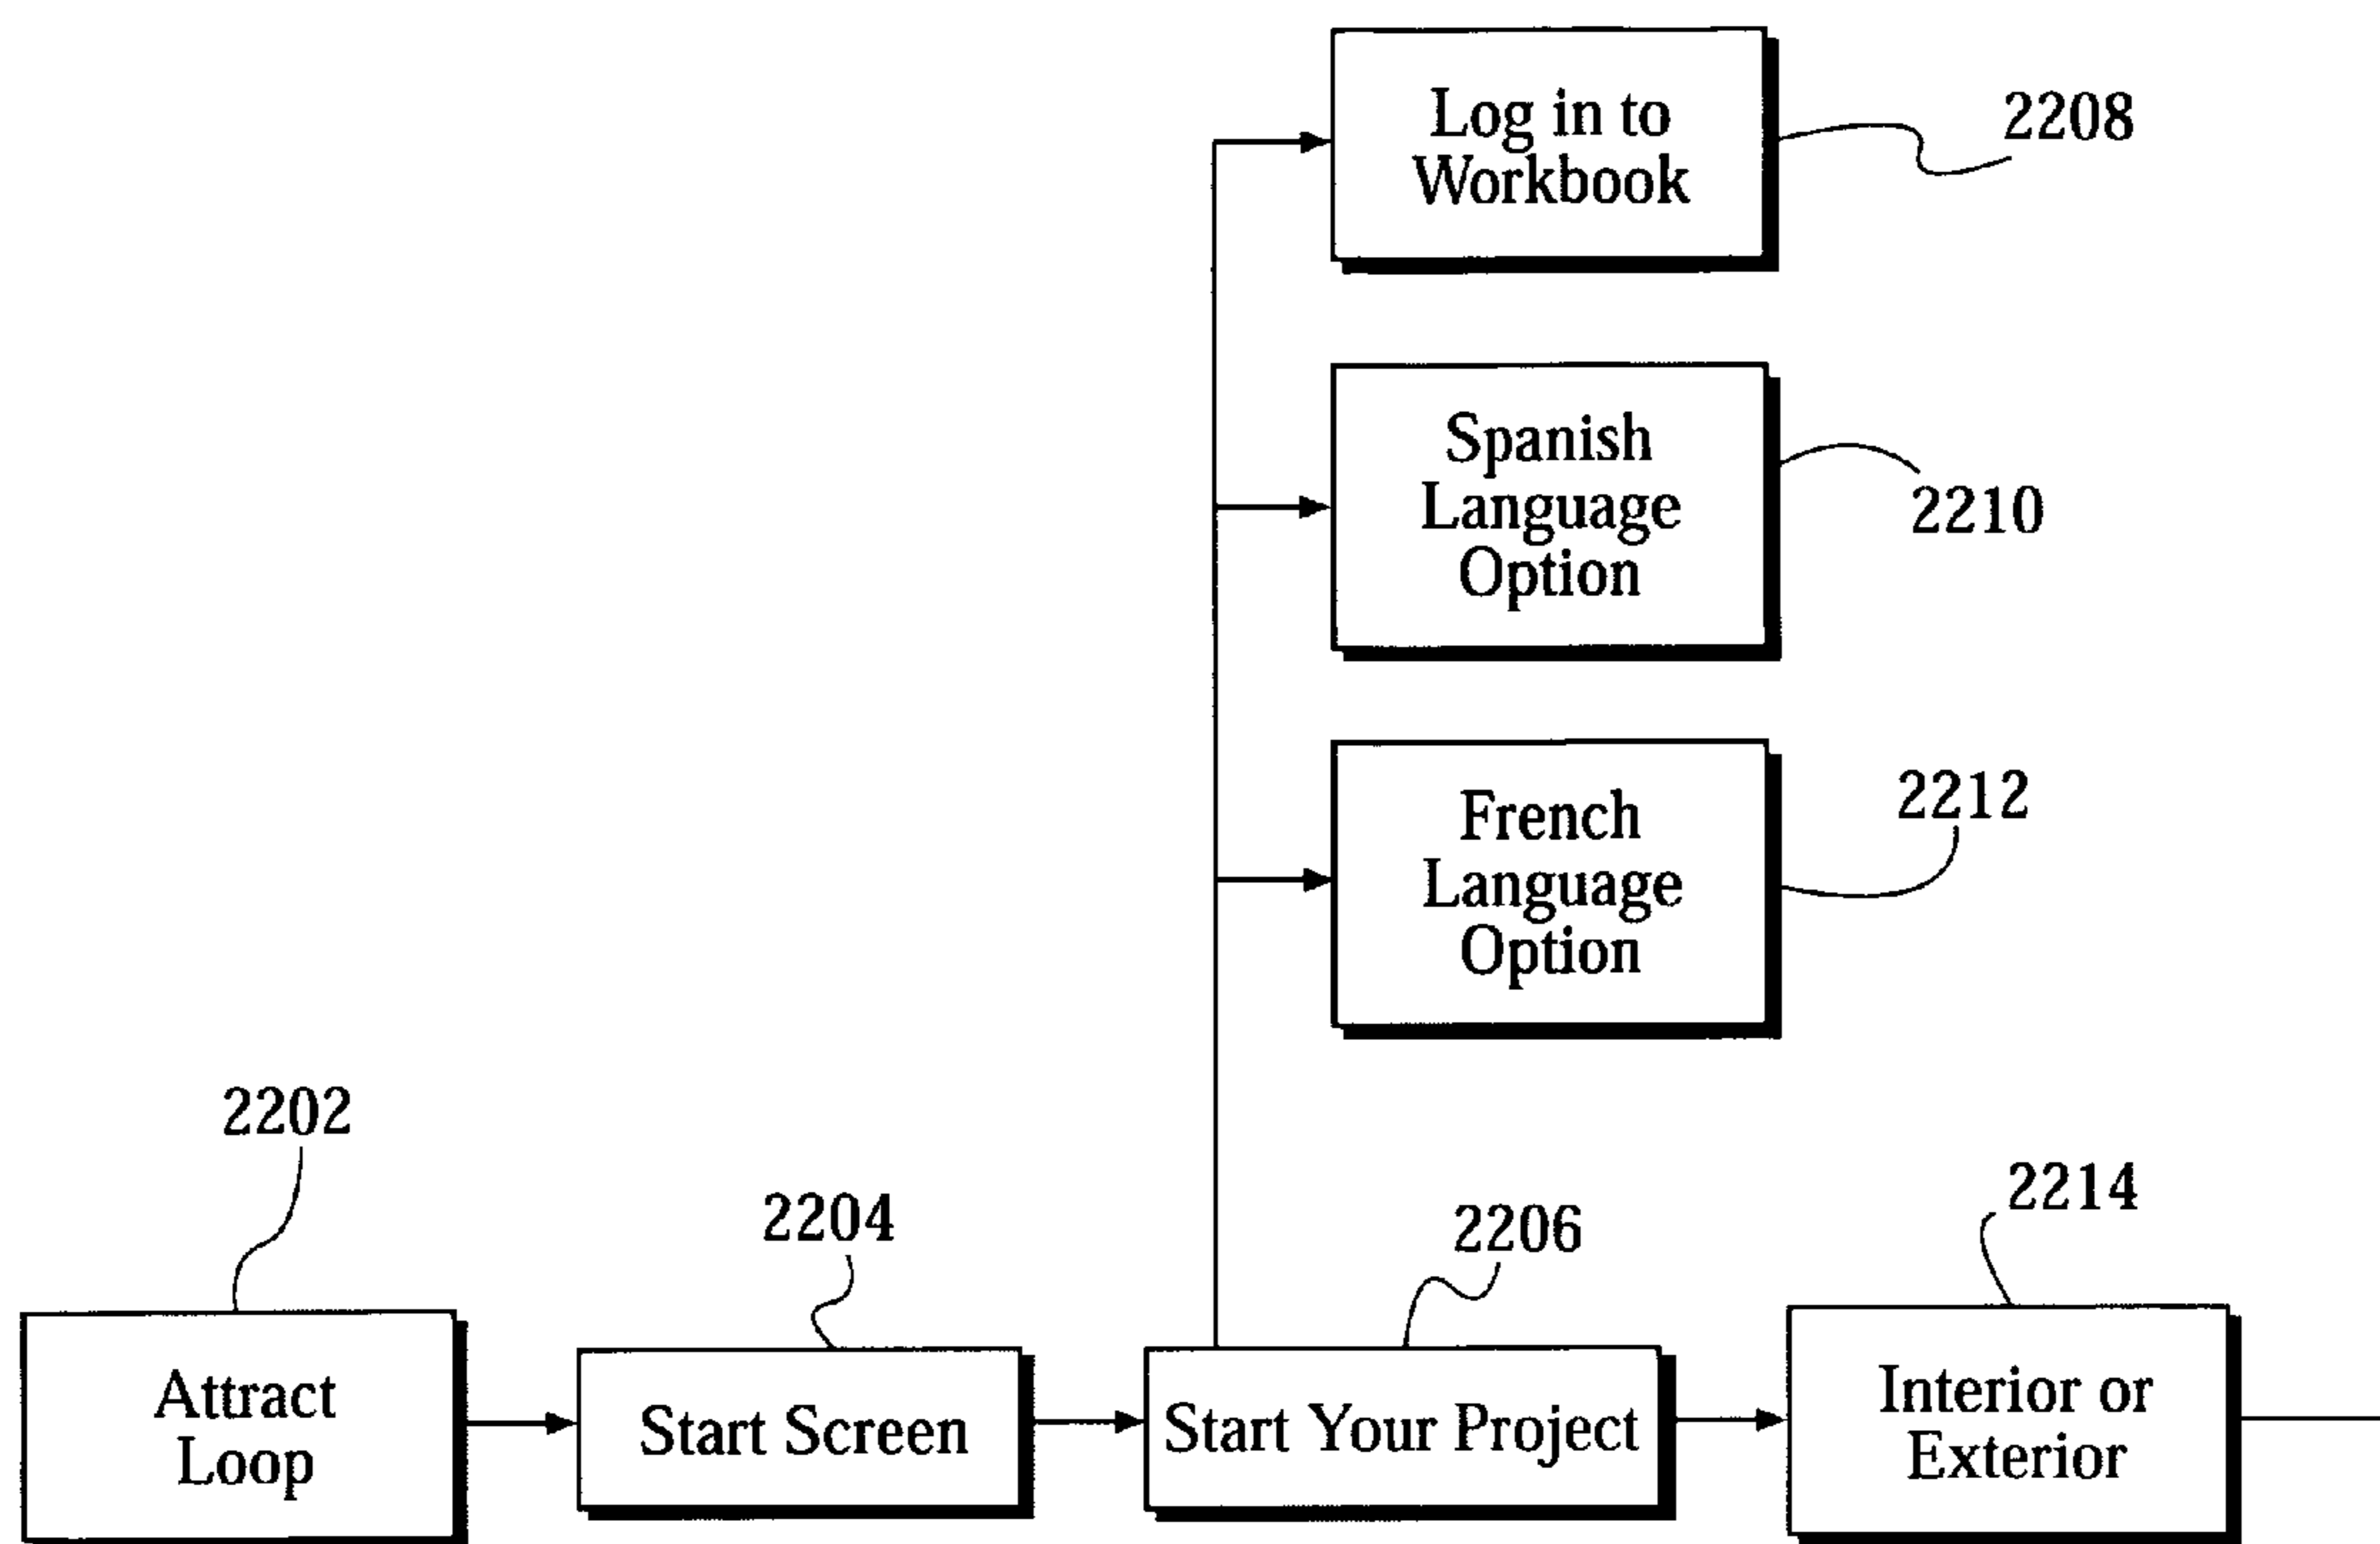 Log in to
Workbook
2208
Spanish
Language
Option
2210
French
Language
Option
2212
2202
Attract
Loop
2204
Start Screen
2206
Start Your Project
2214
Interior or
Exterior